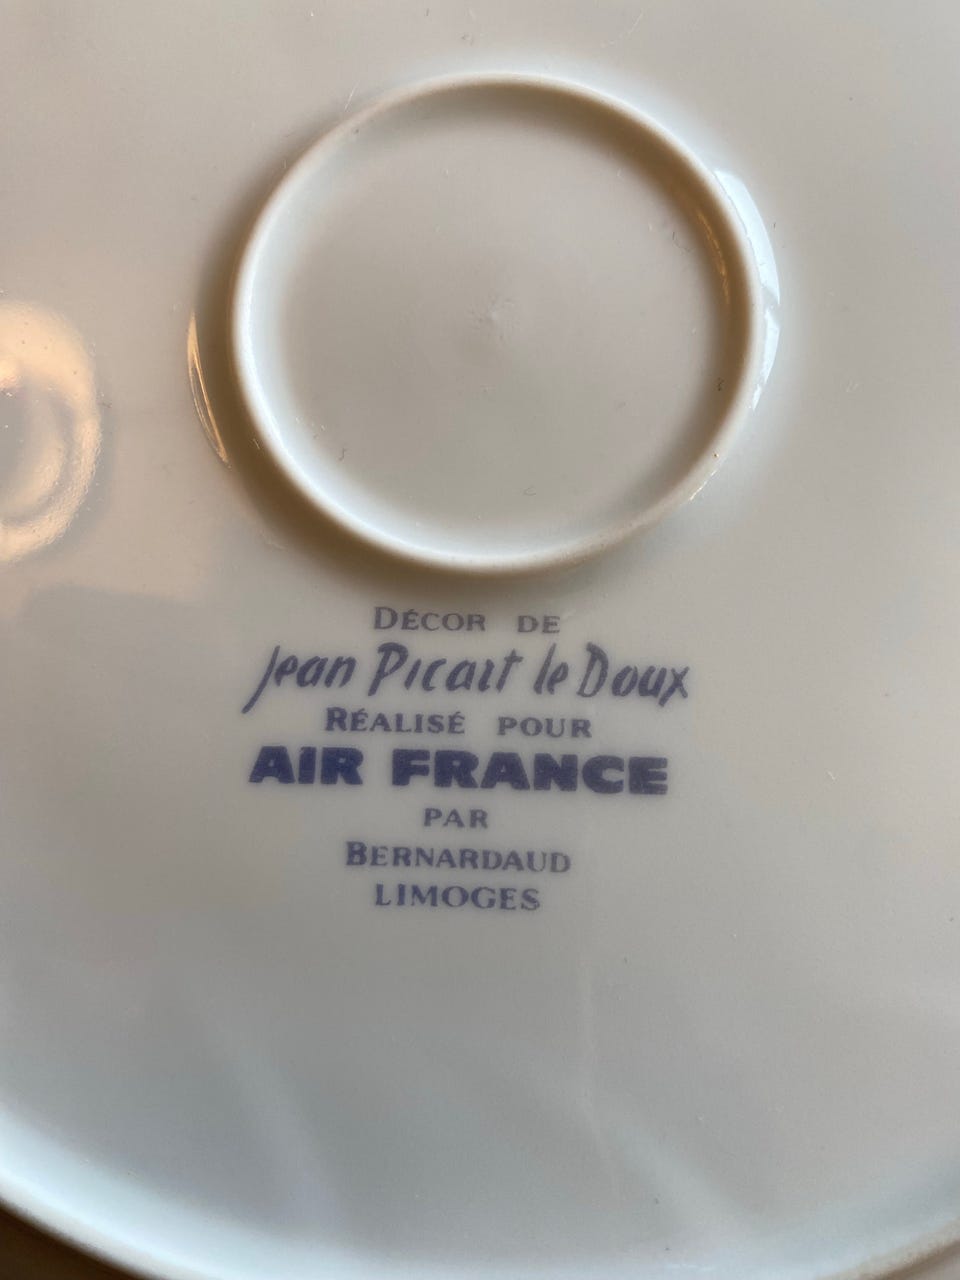 DÉCOR DE
Jean Picart le Doux
RÉALISÉ POUR
AIR FRANCE
PAR
BERNARDAUD
LIMOGES